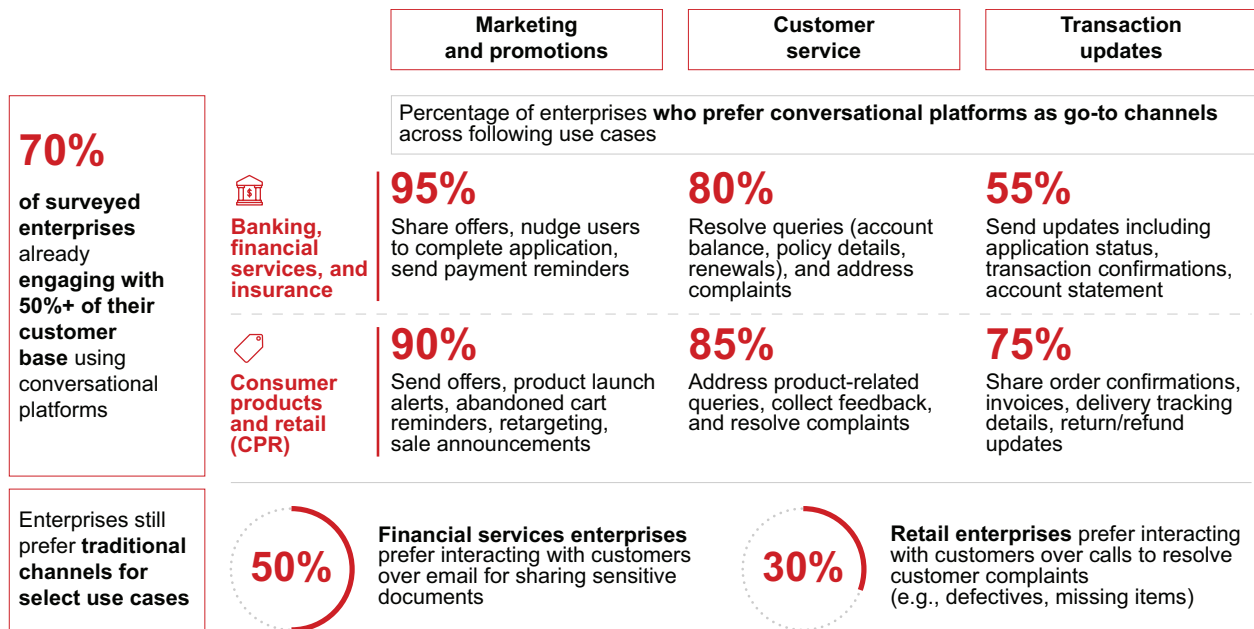 Marketing
and promotions
Customer
service
Transaction
updates
70%
of surveyed
enterprises
already
engaging with
50%+ of their
customer
base using
conversational
platforms
Percentage of enterprises who prefer conversational platforms as go-to channels
across following use cases
$
Banking,
financial
services, and
insurance
95%
Share offers, nudge users
to complete application,
send payment reminders
80%
Resolve queries (account
balance, policy details,
renewals), and address
complaints
55%
Send updates including
application status,
transaction confirmations,
account statement
Consumer
products
and retail
(CPR)
90%
Send offers, product launch
alerts, abandoned cart
reminders, retargeting,
sale announcements
85%
Address product-related
queries, collect feedback,
and resolve complaints
75%
Share order confirmations,
invoices, delivery tracking
details, return/refund
updates
Enterprises still
prefer traditional
channels for
select use cases
50%
Financial services enterprises
prefer interacting with customers
over email for sharing sensitive
documents
30%
Retail enterprises prefer interacting
with customers over calls to resolve
customer complaints
(e.g., defectives, missing items)